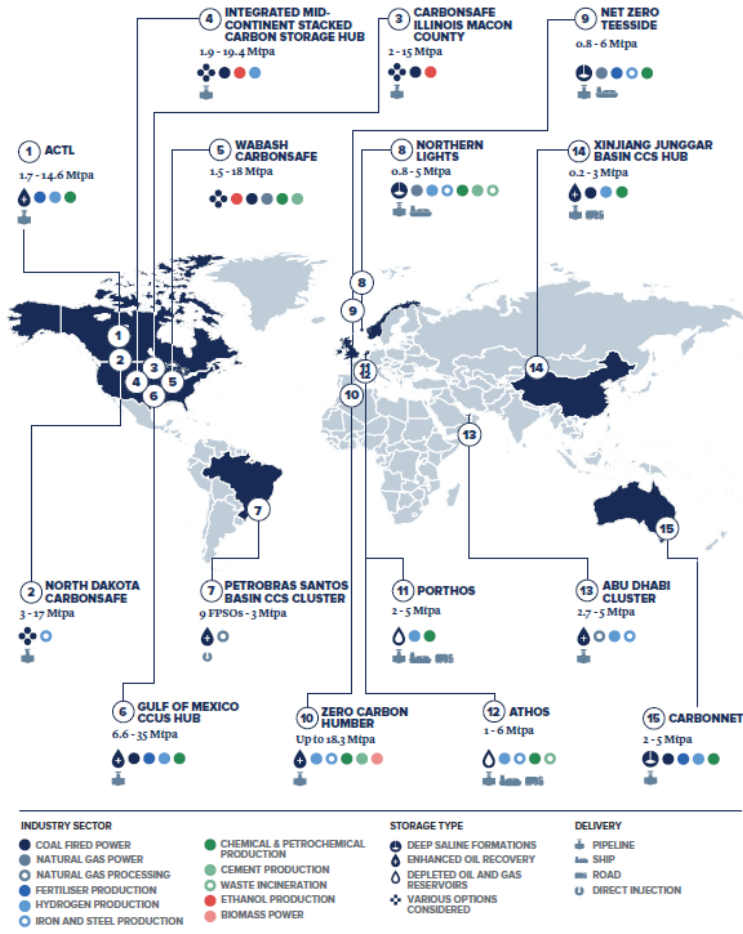 4 INTEGRATED MID-
CONTINENT STACKED
CARBON STORAGE HUB
1.9 - 19.4 Mtpa
3 CARBONSAFE
ILLINOIS MACON
COUNTY
2 - 15 Mtpa
9 NET ZERO
TEESSIDE
0.8 - 6 Mtpa
1 ACTL
1.7 - 14.6 Mtpa
5 WABASH
CARBONSAFE
1.5 - 18 Mtpa
8 NORTHERN
LIGHTS
0.8 - 5 Mtpa
14 XINJIANG JUNGGAR
BASIN CCS HUB
0.2 - 3 Mtpa
8
9
1
2
3
4
5
6
11
12
10
14
13
7
15
2 NORTH DAKOTA
CARBONSAFE
3 - 17 Mtpa
7 PETROBRAS SANTOS
BASIN CCS CLUSTER
9 FPSOs - 3 Mtpa
11 PORTHOS
2 - 5 Mtpa
13 ABU DHABI
CLUSTER
2.7 - 5 Mtpa
6 GULF OF MEXICO
CCUS HUB
6.6 - 35 Mtpa
10 ZERO CARBON
HUMBER
Up to 18.3 Mtpa
12 ATHOS
1 - 6 Mtpa
15 CARBONNET
2 - 5 Mtpa
INDUSTRY SECTOR
COAL FIRED POWER
NATURAL GAS POWER
NATURAL GAS PROCESSING
FERTILISER PRODUCTION
HYDROGEN PRODUCTION
IRON AND STEEL PRODUCTION
CHEMICAL & PETROCHEMICAL
PRODUCTION
CEMENT PRODUCTION
WASTE INCINERATION
ETHANOL PRODUCTION
BIOMASS POWER
STORAGE TYPE
DEEP SALINE FORMATIONS
ENHANCED OIL RECOVERY
DEPLETED OIL AND GAS
RESERVOIRS
VARIOUS OPTIONS
CONSIDERED
DELIVERY
PIPELINE
SHIP
ROAD
DIRECT INJECTION